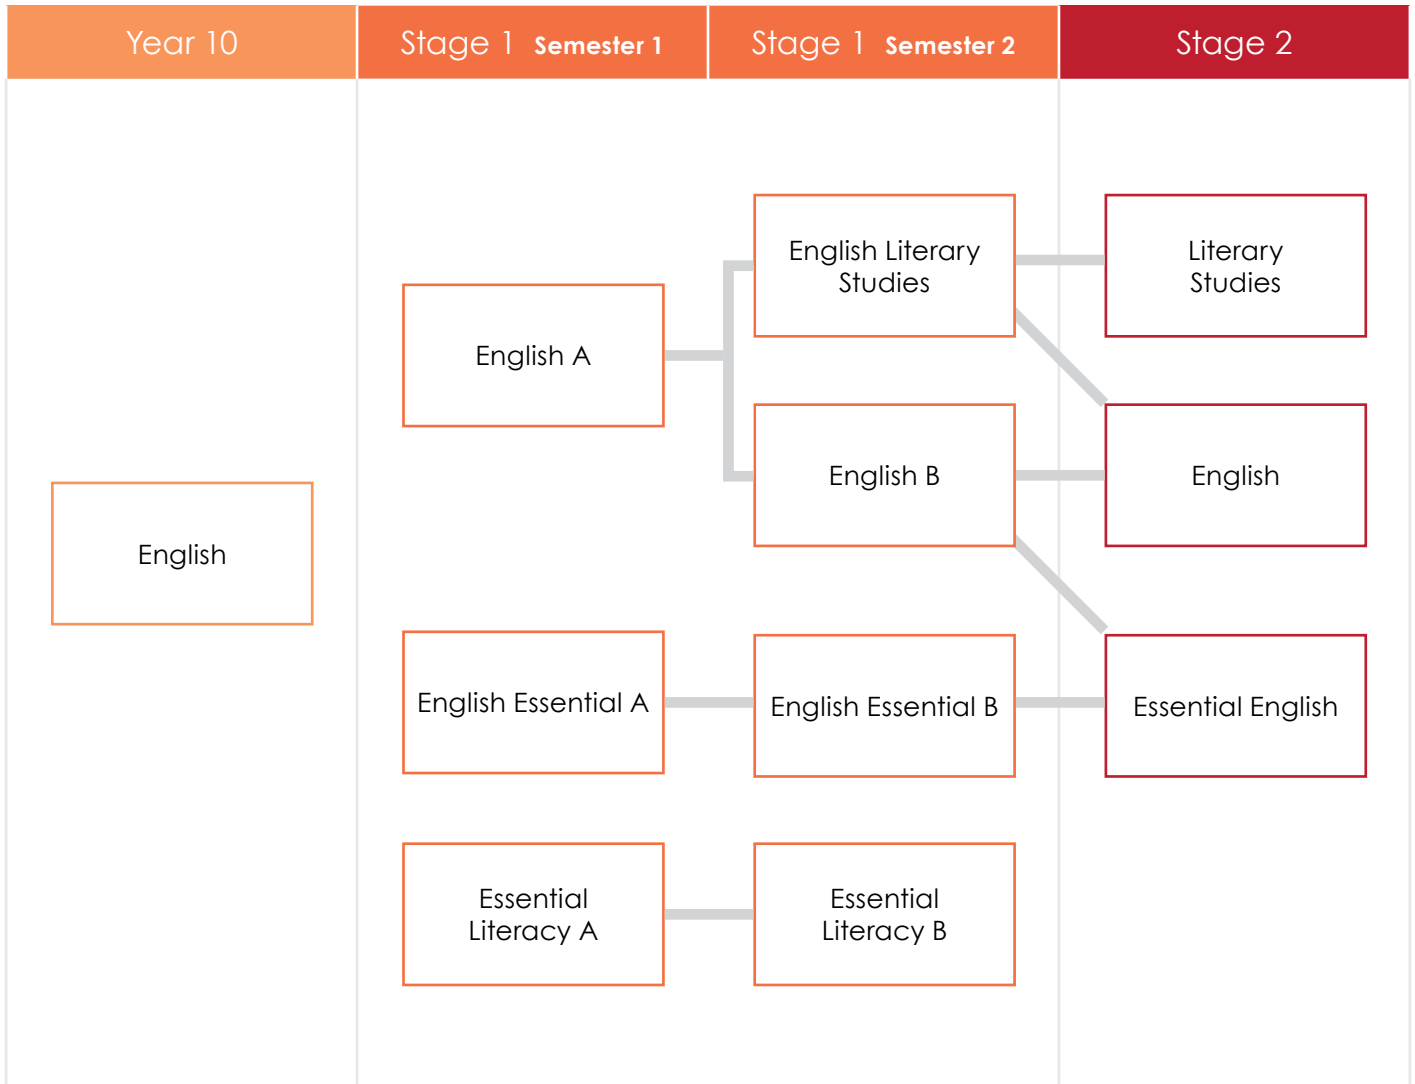 Year 10
Stage 1 Semester 1
Stage 1 Semester 2
Stage 2
English
English A
English Essential A
Essential
Literacy A
English Literary
Studies
English B
English Essential B
Essential
Literacy B
Literary
Studies
English
Essential English